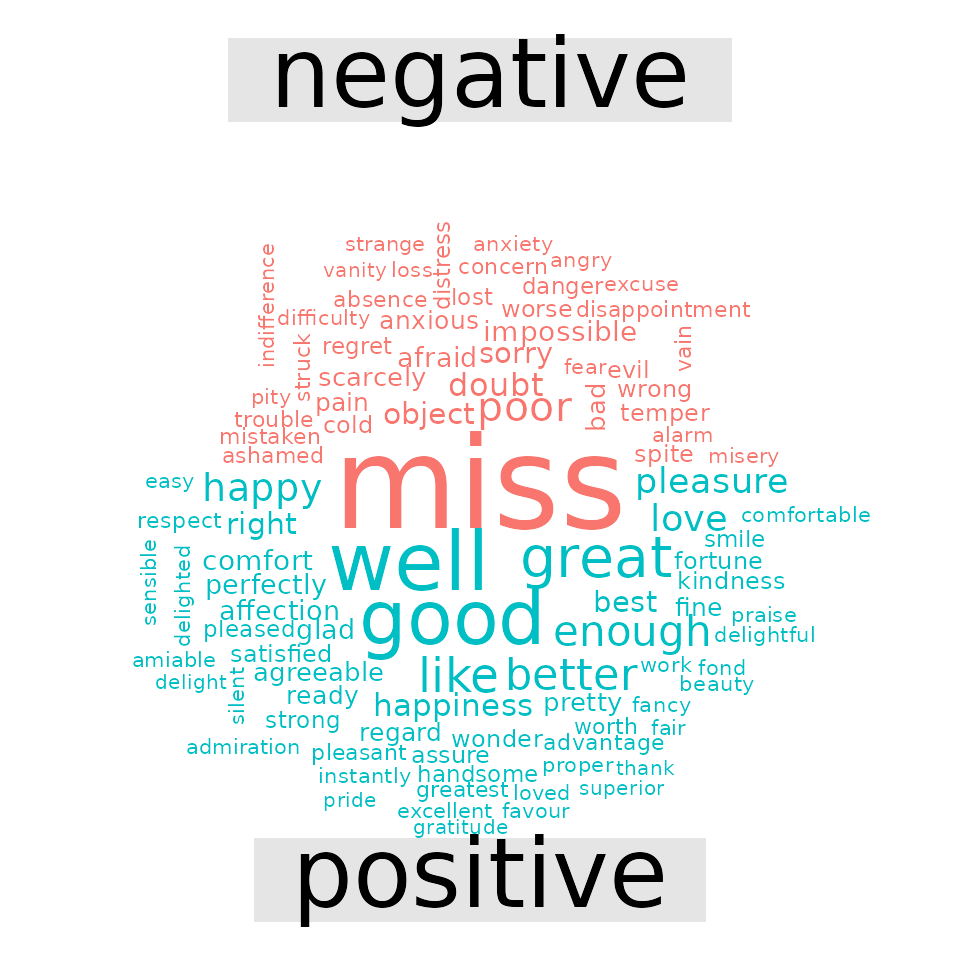 negative
strange distress anxiety
indifference vanity loss concern angry
absence lost danger excuse
difficulty anxious worse disappointment
struck regret impossible vain
afraid sorry
scarcely doubt fear evil
pity pain object poor bad wrong
trouble cold temper
mistaken alarm
ashamed miss spite misery
easy happy pleasure
respect right love comfortable
sensible delighted comfort well great smile
perfectly fortune
kindness
affection good best fine praise
pleased glad enough delightful
amiable satisfied like better work fond
delight silent agreeable beauty
ready happiness pretty fancy
strong regard worth fair
admiration pleasant assure wonder advantage
instantly handsome proper thank
pride greatest loved superior
excellent favour
gratitude
positive